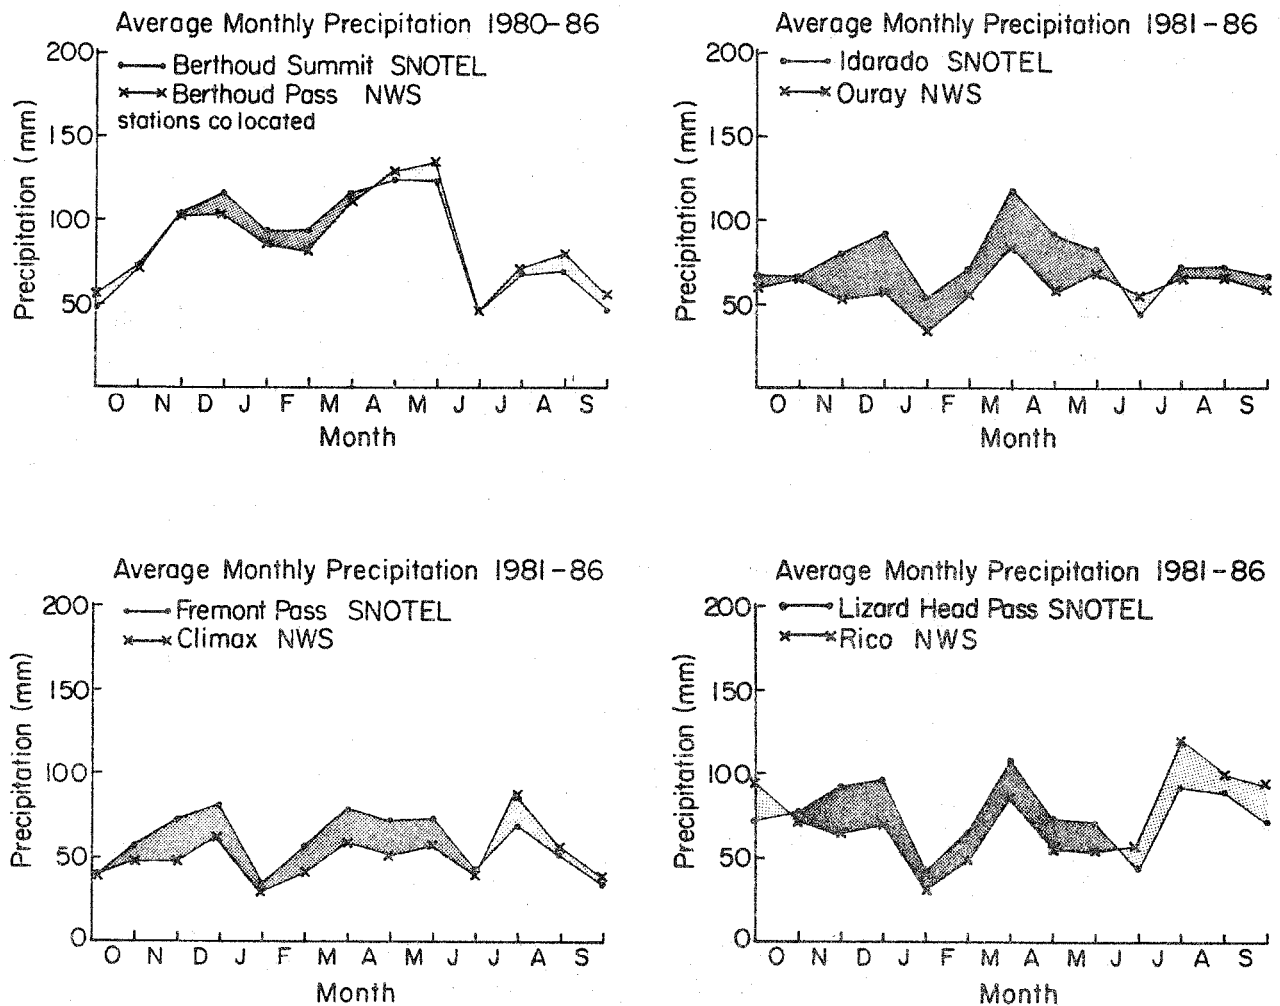 Average Monthly Precipitation 1980-86
200
Berthoud Summit SNOTEL
Berthoud Pass NWS
stations co located
150
100
50
Precipitation (mm)
O N D J F M A M J J A S
Month
Average Monthly Precipitation 1981-86
200
Idarado SNOTEL
Ouray NWS
150
100
50
Precipitation (mm)
O N D J F M A M J J A S
Month
Average Monthly Precipitation 1981-86
200
Fremont Pass SNOTEL
Climax NWS
150
100
50
0
Precipitation (mm)
O N D J F M A M J J A S
Month
Average Monthly Precipitation 1981-86
200
Lizard Head Pass SNOTEL
Rico NWS
150
100
50
0
Precipitation (mm)
O N D J F M A M J J A S
Month